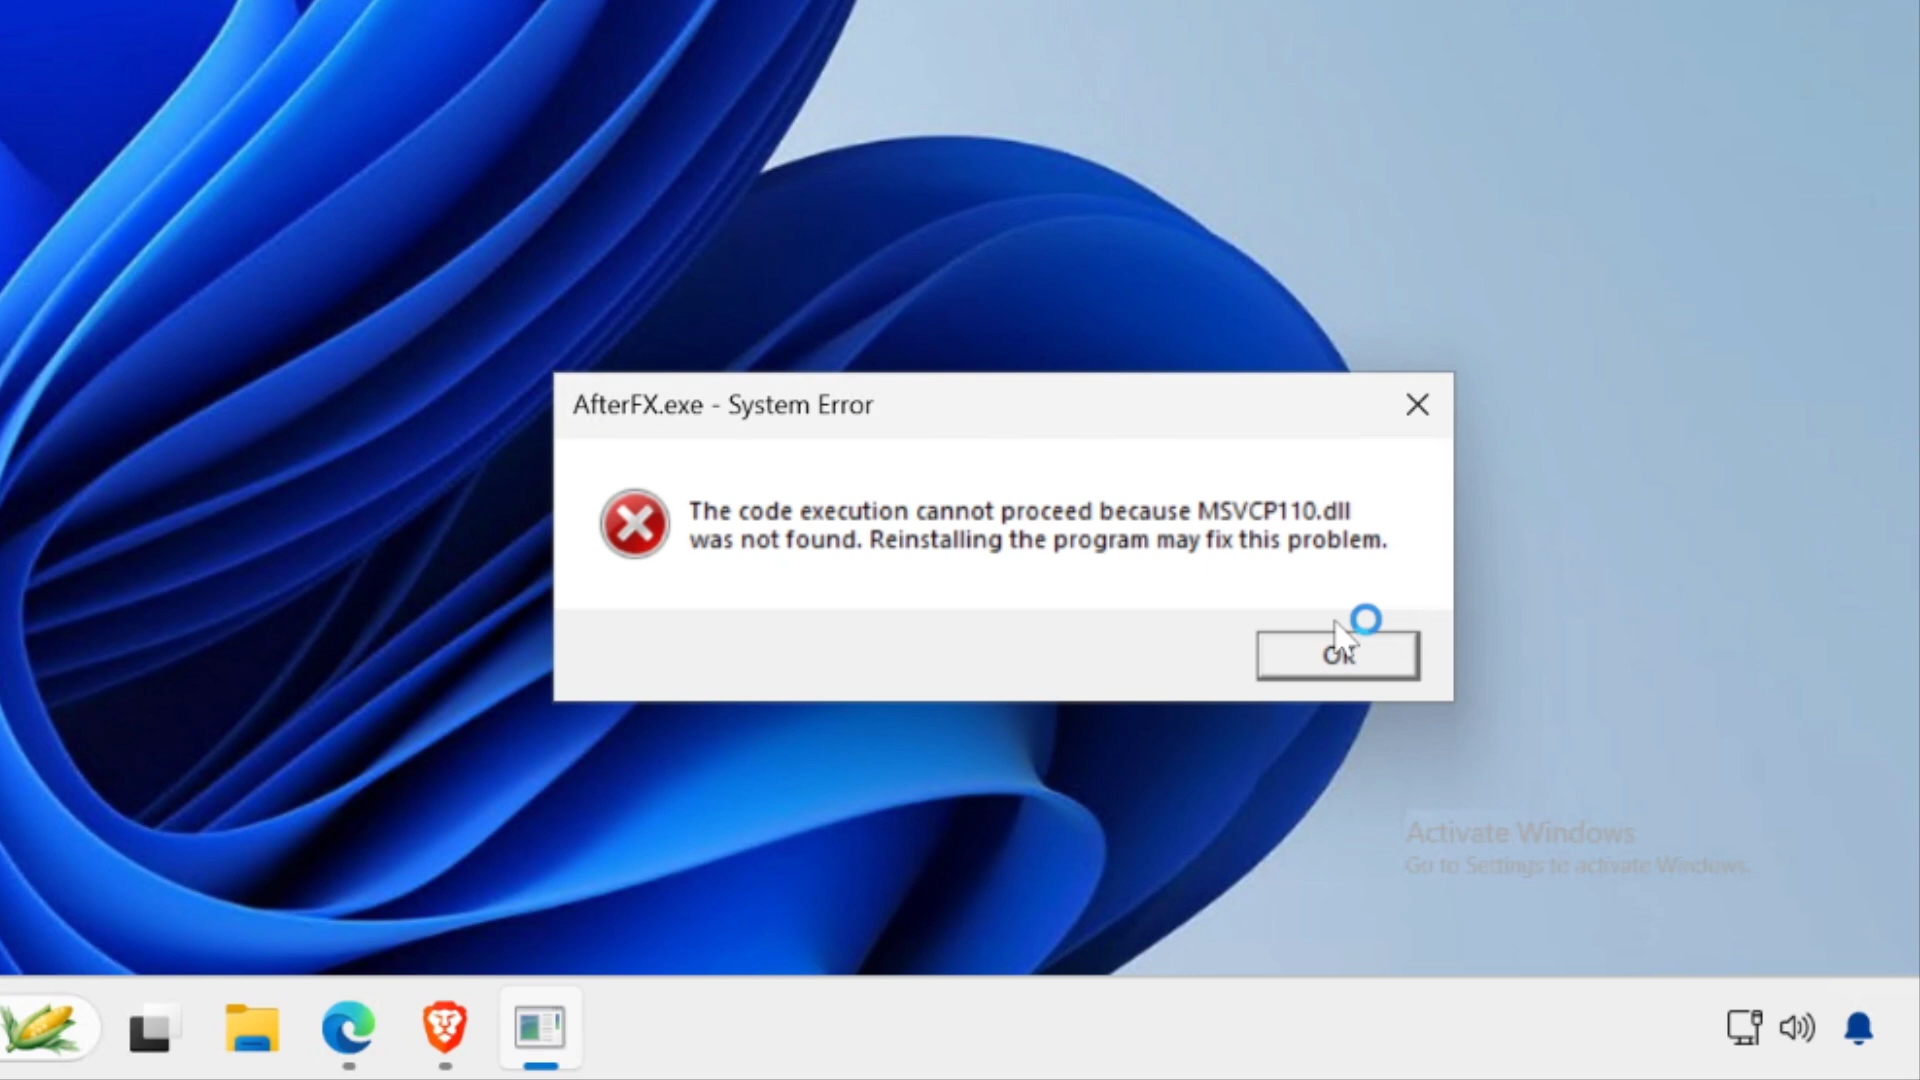 AfterFX.exe - System Error
The code execution cannot proceed because MSVCP110.dll
was not found. Reinstalling the program may fix this problem.
OK
Activate Windows
Go to Settings to activate Windows.